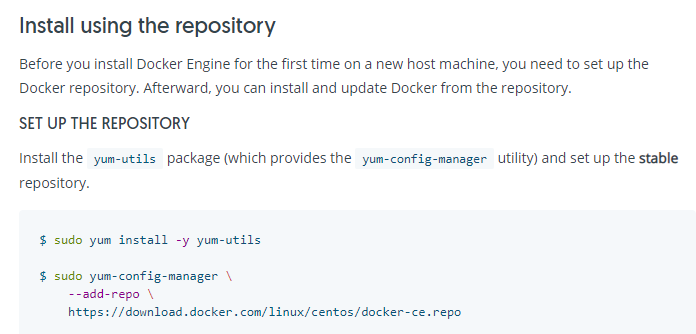 Install using the repository
Before you install Docker Engine for the first time on a new host machine, you need to set up the
Docker repository. Afterward, you can install and update Docker from the repository.
SET UP THE REPOSITORY
Install the yum-utils package (which provides the yum-config-manager utility) and set up the stable
repository.
$ sudo yum install -y yum-utils
$ sudo yum-config-manager \
--add-repo \
https://download.docker.com/linux/centos/docker-ce.repo